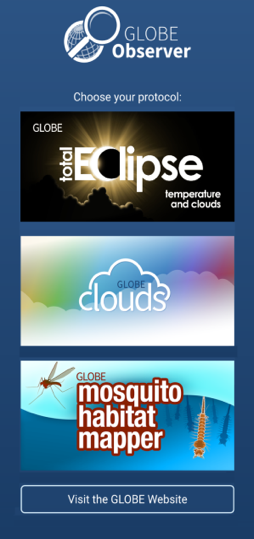 GLOBE
Observer
Choose your protocol:
GLOBE
total
EClipse
temperature
and clouds
GLOBE
clouds
GLOBE
mosquito
habitat
mapper
Visit the GLOBE Website